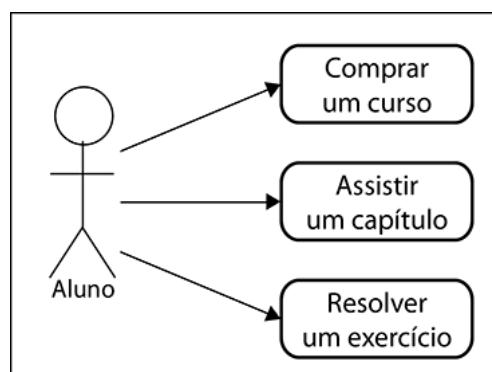 Comprar
um curso
Assistir
um capítulo
Aluno
Resolver
um exercício